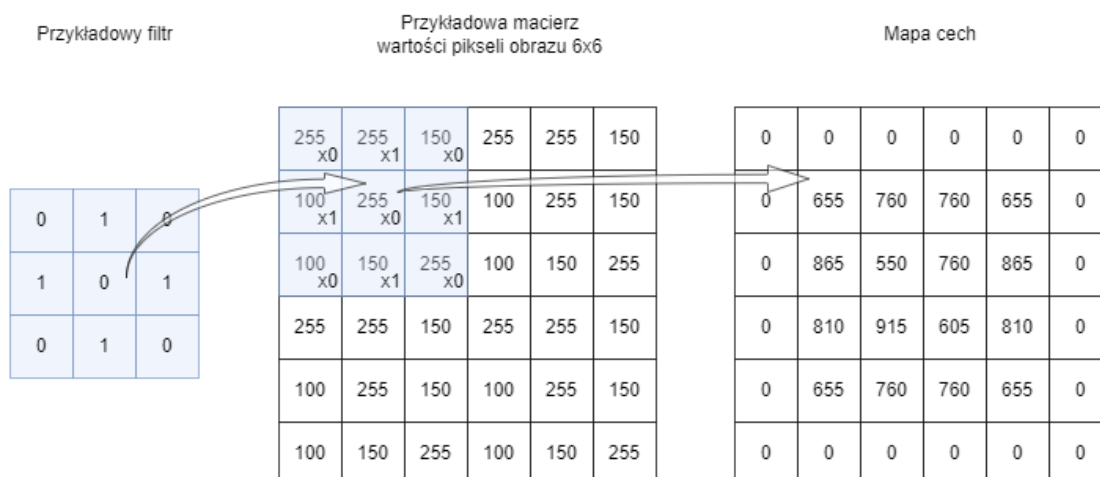 Przykładowy filtr
Przykładowa macierz
wartości pikseli obrazu 6x6
Mapa cech
0 1 0
1 0 1
0 1 0
255 x0 255 x1 150 x0 255 255 150
100 x1 255 x0 150 x1 100 255 150
100 x0 150 x1 255 x0 100 150 255
255 255 150 255 255 150
100 255 150 100 255 150
100 150 255 100 150 255
0 0 0 0 0 0
0 655 760 760 655 0
0 865 550 760 865 0
0 810 915 605 810 0
0 655 760 760 655 0
0 0 0 0 0 0